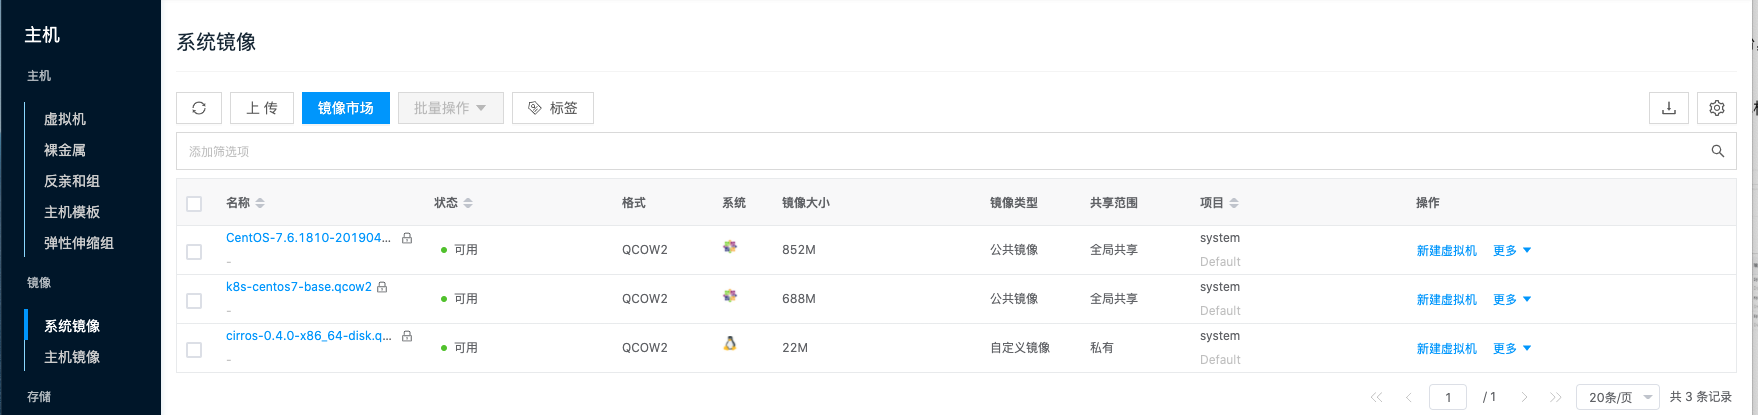 主机
主机
虚拟机
裸金属
反亲和组
主机模板
弹性伸缩组
镜像
系统镜像
主机镜像
存储
系统镜像
上 传 镜像市场 批量操作 标签
添加筛选项
名称 状态 格式 系统 镜像大小 镜像类型 共享范围 项目 操作
CentOS-7.6.1810-201904... 可用 QCOW2 852M 公共镜像 全局共享 system 新建虚拟机 更多
- Default
k8s-centos7-base.qcow2 可用 QCOW2 688M 公共镜像 全局共享 system 新建虚拟机 更多
- Default
cirros-0.4.0-x86_64-disk.q... 可用 QCOW2 22M 自定义镜像 私有 system 新建虚拟机 更多
- Default
1 / 1 20条/页 共 3 条记录